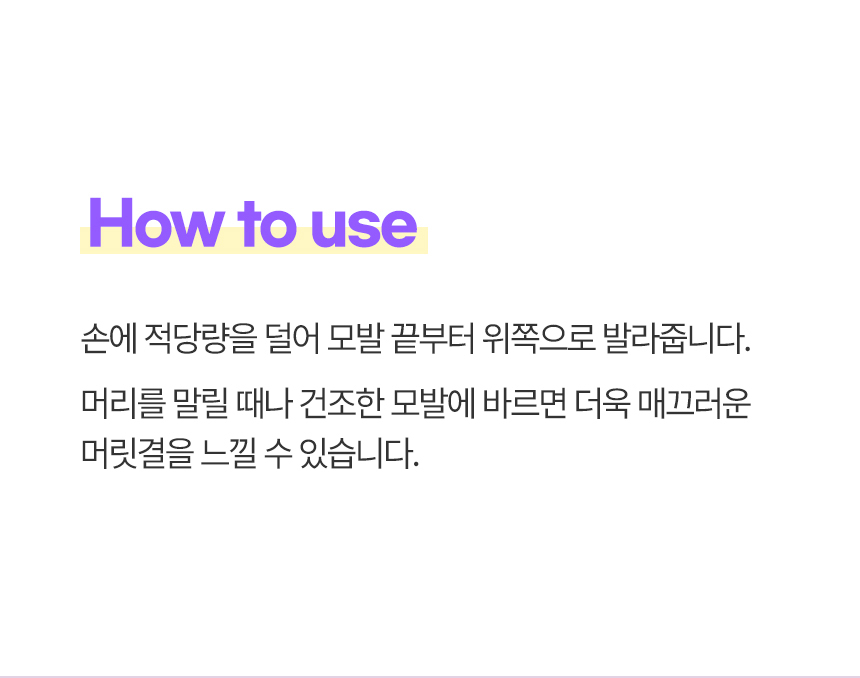 How to use
손에 적당량을 덜어 모발 끝부터 위쪽으로 발라줍니다.
머리를 말릴 때나 건조한 모발에 바르면 더욱 매끄러운
머릿결을 느낄 수 있습니다.